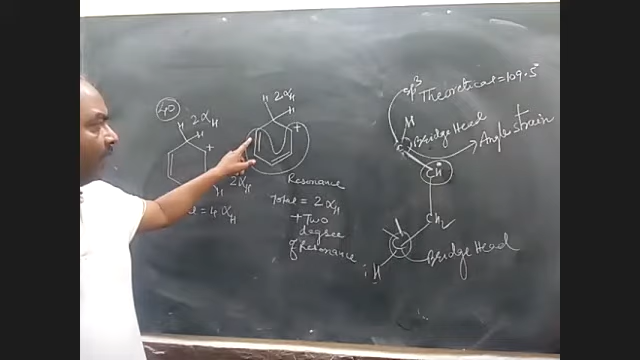 40
2αH
H
H
+
2αH
= 4αH
2αH
H
H
+
Resonance
Total = 2αH
+ Two
degree
of Resonance
sp³
Theoretical = 109.5°
H
Bridge Head
Angle strain
CH
CH₂
C
H
Bridge Head